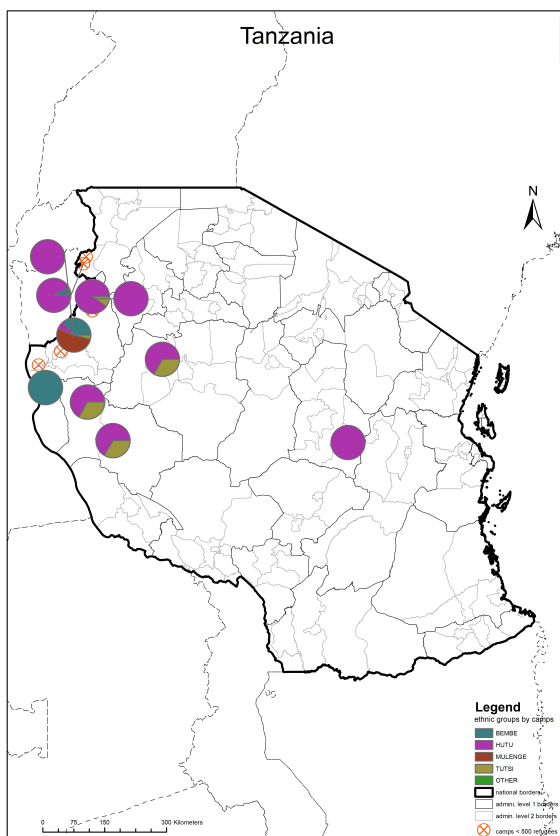 Tanzania
N
Legend
ethnic groups by camps
BEMBE
HUTU
MULENGE
TUTSI
OTHER
national borders
admini. level 1 borders
admin. level 2 borders
camps < 500 refugees
0 75 150 300 Kilometers